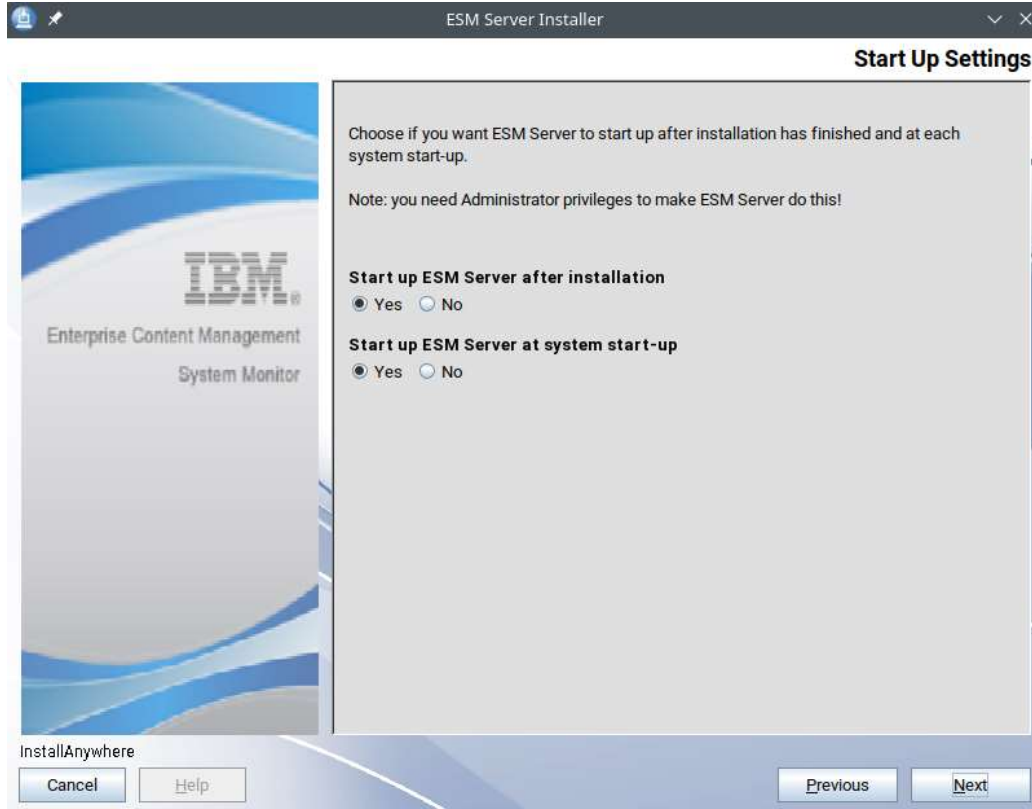 ESM Server Installer
Start Up Settings
Choose if you want ESM Server to start up after installation has finished and at each
system start-up.
Note: you need Administrator privileges to make ESM Server do this!
IBM®
Enterprise Content Management
System Monitor
Start up ESM Server after installation
Yes No
Start up ESM Server at system start-up
Yes No
InstallAnywhere
Cancel Help Previous Next